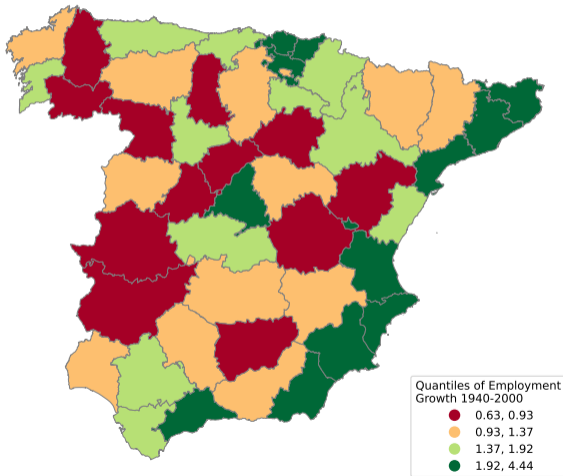 Quantiles of Employment
Growth 1940-2000
0.63, 0.93
0.93, 1.37
1.37, 1.92
1.92, 4.44